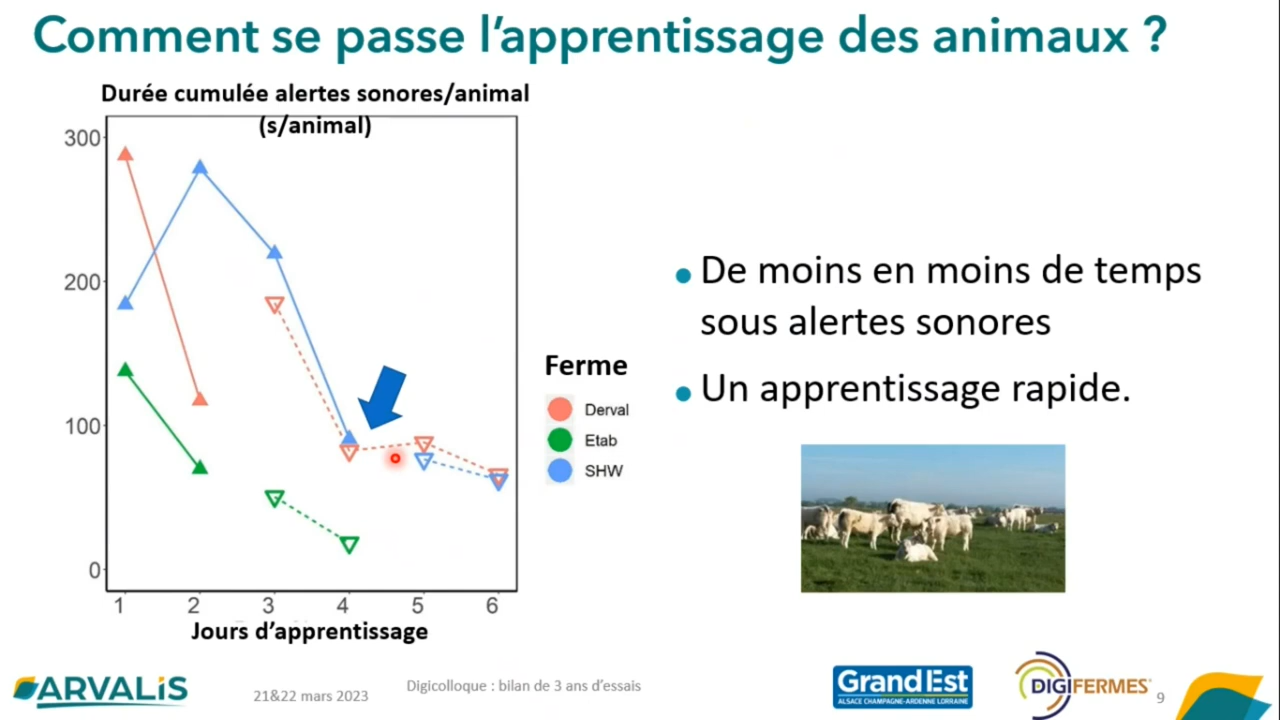 Comment se passe l’apprentissage des animaux ?
Durée cumulée alertes sonores/animal
(s/animal)
300
200
100
0
1 2 3 4 5 6
Jours d’apprentissage
Ferme
Derval
Etab
SHW
De moins en moins de temps
sous alertes sonores
Un apprentissage rapide.
ARVALIS
21&22 mars 2023
Digicolloque : bilan de 3 ans d’essais
Grand Est
ALSACE CHAMPAGNE-ARDENNE LORRAINE
DIGIFERMES
9